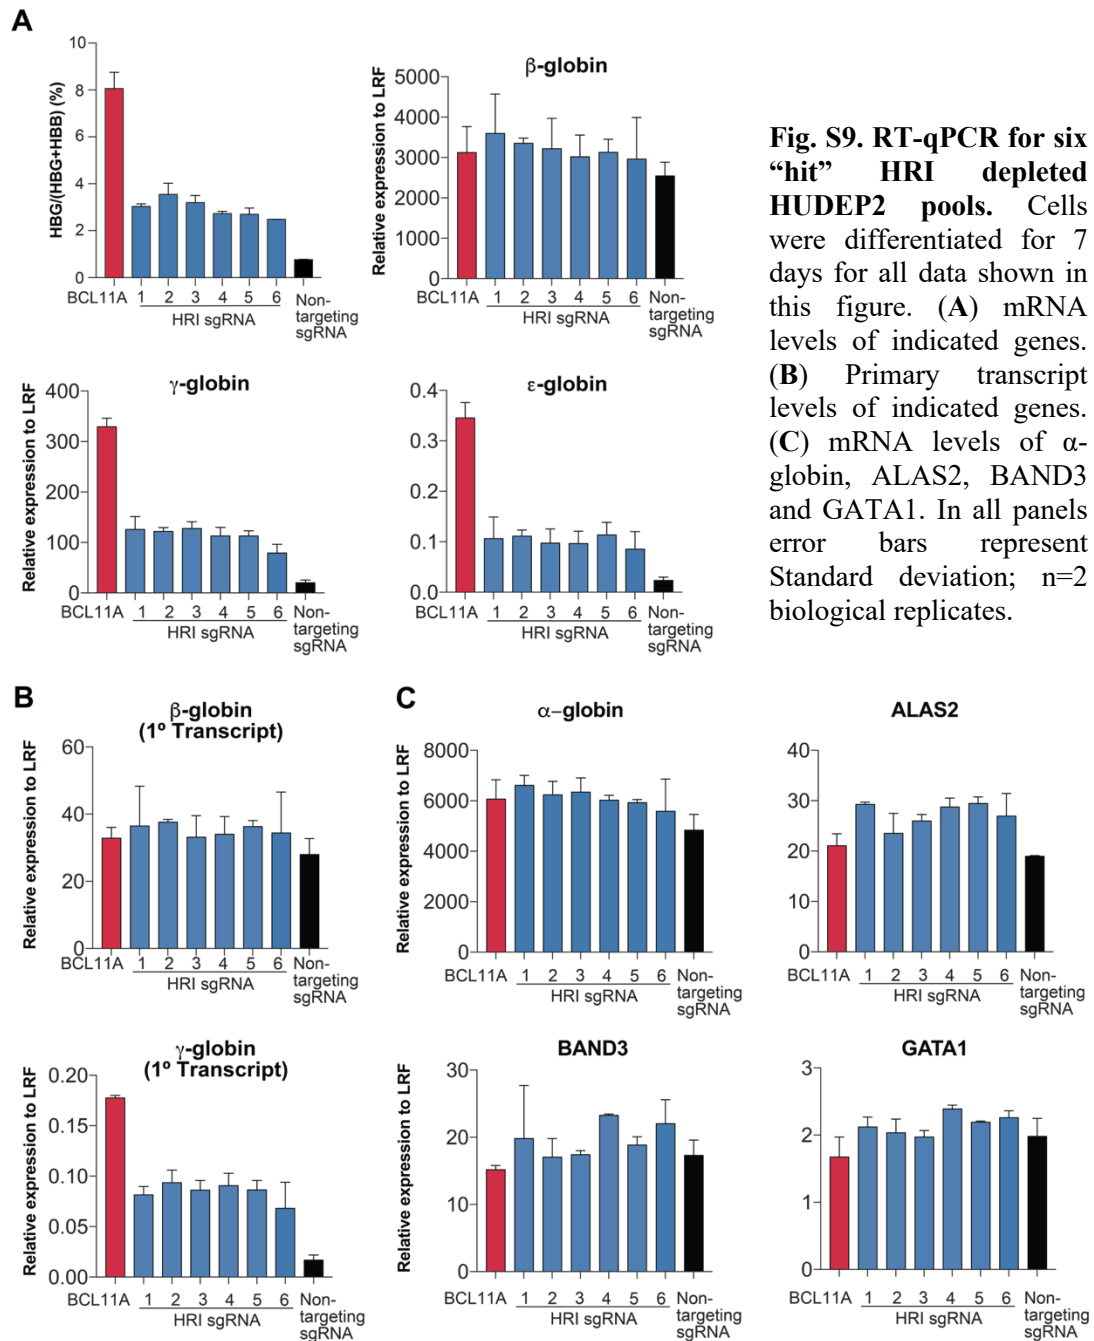 A
HBG/(HBG+HBB) (%)
10
8
6
4
2
0
BCL11A
1 2 3 4 5 6
HRI sgRNA
Non-
targeting
sgRNA
β-globin
Relative expression to LRF
5000
4000
3000
2000
1000
0
BCL11A
1 2 3 4 5 6
HRI sgRNA
Non-
targeting
sgRNA
γ-globin
Relative expression to LRF
400
300
200
100
0
BCL11A
1 2 3 4 5 6
HRI sgRNA
Non-
targeting
sgRNA
ε-globin
Relative expression to LRF
0.4
0.3
0.2
0.1
0.0
BCL11A
1 2 3 4 5 6
HRI sgRNA
Non-
targeting
sgRNA
Fig. S9. RT-qPCR for six
“hit” HRI depleted
HUDEP2 pools. Cells
were differentiated for 7
days for all data shown in
this figure. (A) mRNA
levels of indicated genes.
(B) Primary transcript
levels of indicated genes.
(C) mRNA levels of α-
globin, ALAS2, BAND3
and GATA1. In all panels
error bars represent
Standard deviation; n=2
biological replicates.
B
β-globin
(1º Transcript)
Relative expression to LRF
60
40
20
0
BCL11A
1 2 3 4 5 6
HRI sgRNA
Non-
targeting
sgRNA
γ-globin
(1º Transcript)
Relative expression to LRF
0.20
0.15
0.10
0.05
0.00
BCL11A
1 2 3 4 5 6
HRI sgRNA
Non-
targeting
sgRNA
C
α–globin
Relative expression to LRF
8000
6000
4000
2000
0
BCL11A
1 2 3 4 5 6
HRI sgRNA
Non-
targeting
sgRNA
ALAS2
40
30
20
10
0
BCL11A
1 2 3 4 5 6
HRI sgRNA
Non-
targeting
sgRNA
BAND3
Relative expression to LRF
30
20
10
0
BCL11A
1 2 3 4 5 6
HRI sgRNA
Non-
targeting
sgRNA
GATA1
3
2
1
0
BCL11A
1 2 3 4 5 6
HRI sgRNA
Non-
targeting
sgRNA